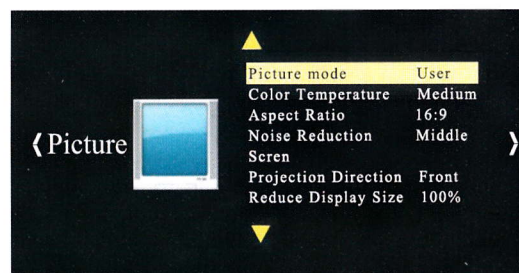 Picture
Picture mode User
Color Temperature Medium
Aspect Ratio 16:9
Noise Reduction Middle
Scren
Projection Direction Front
Reduce Display Size 100%